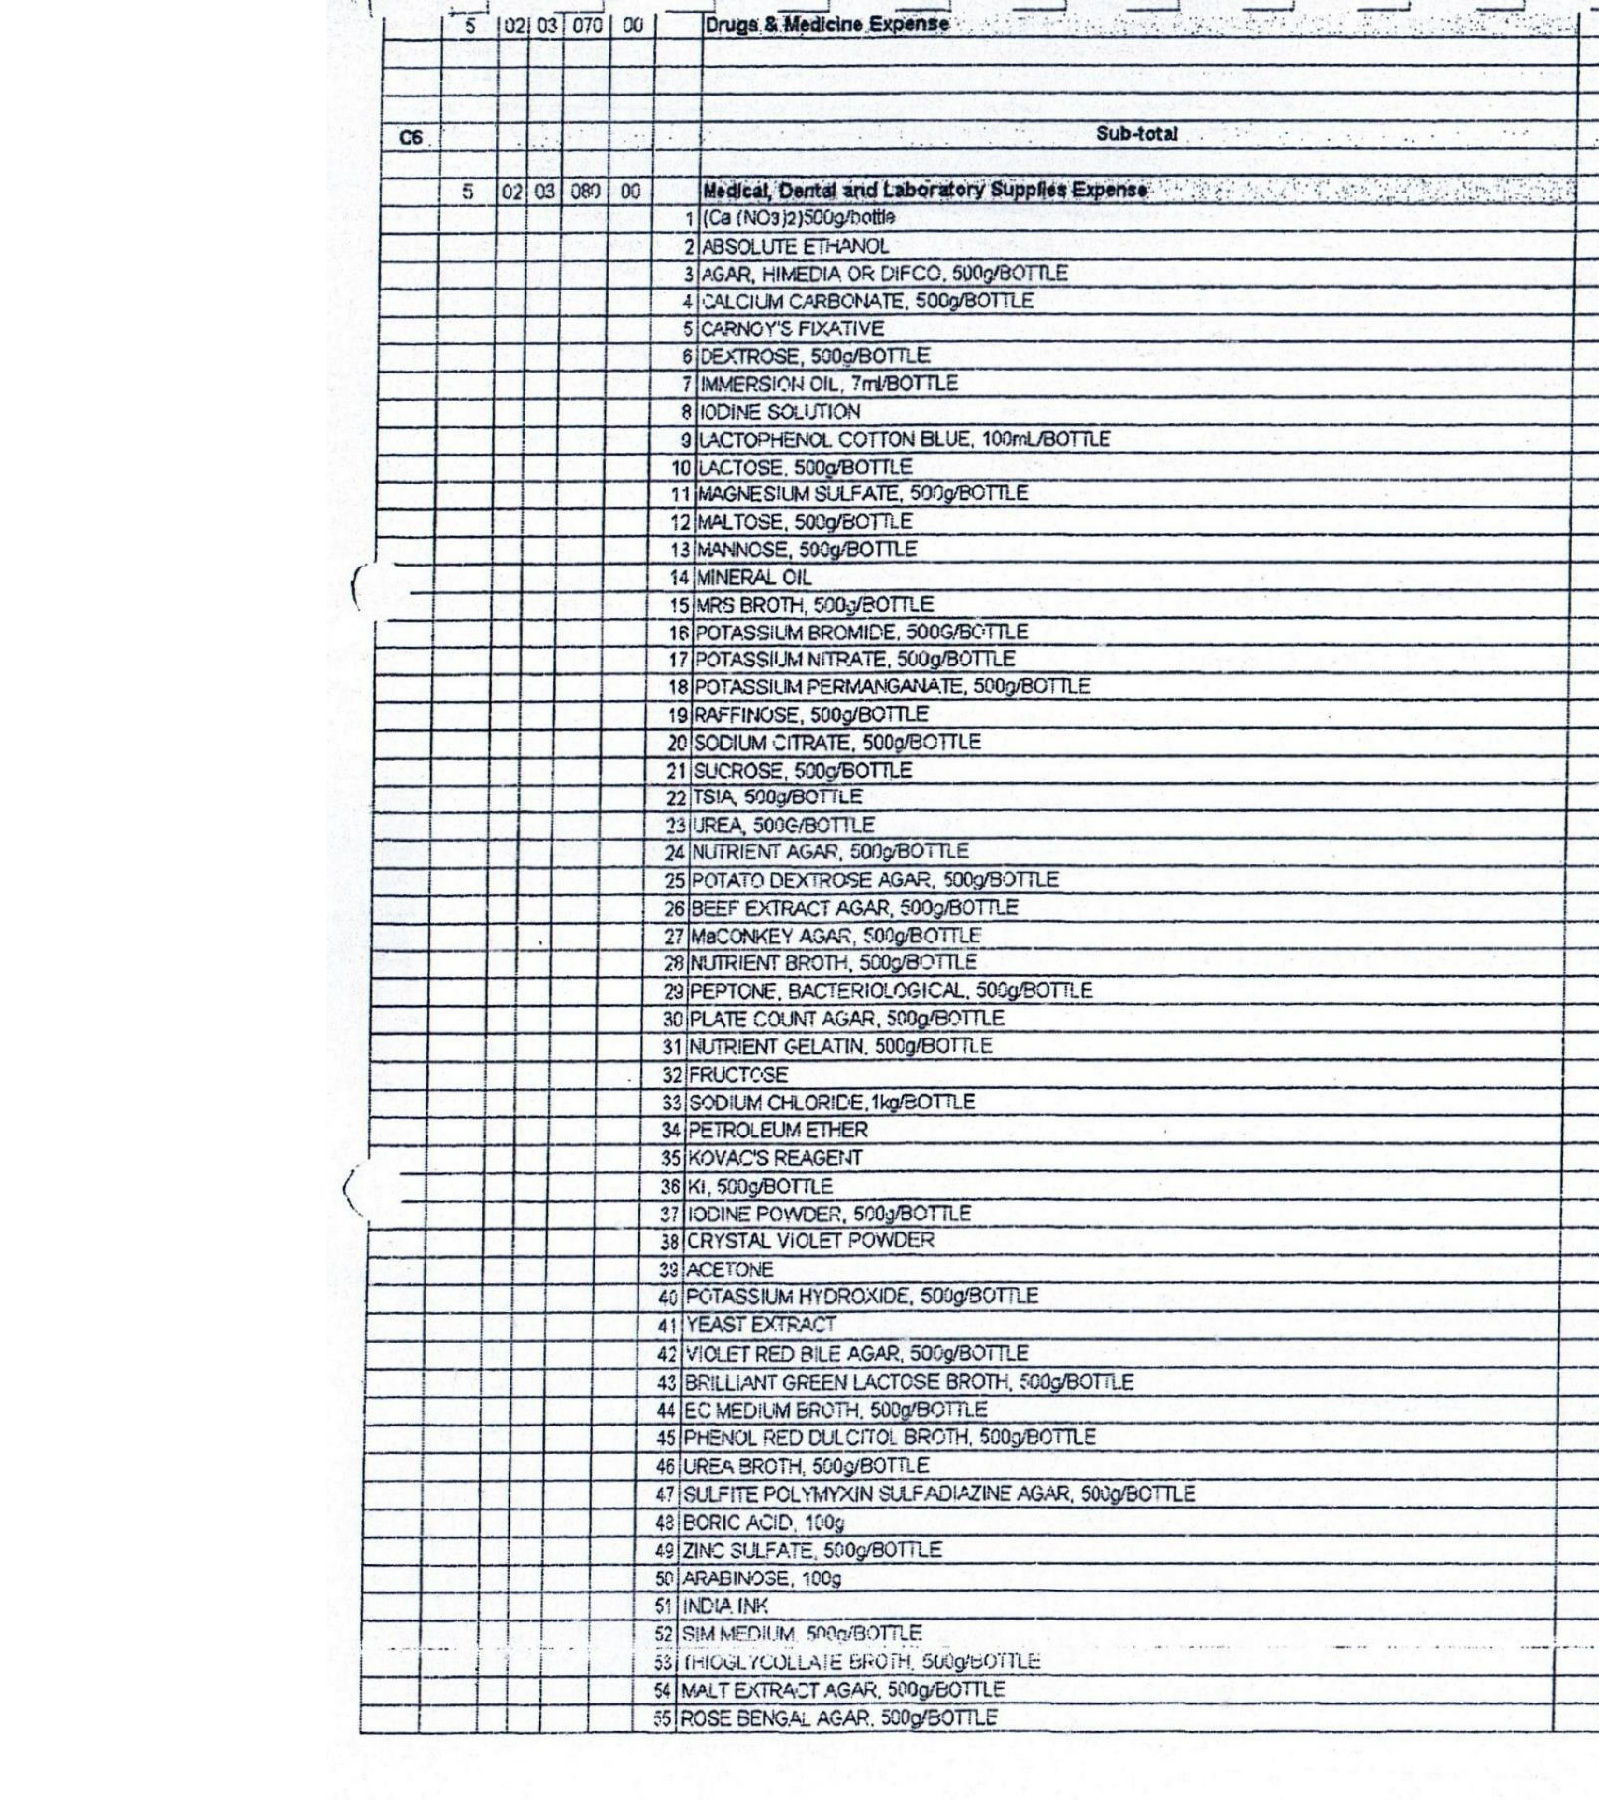 5 02 03 070 00 Drugs & Medicine Expense
C6 Sub-total
5 02 03 080 00 Medical, Dental and Laboratory Supplies Expense
1 (Ca (NO3)2)500g/bottle
2 ABSOLUTE ETHANOL
3 AGAR, HIMEDIA OR DIFCO, 500g/BOTTLE
4 CALCIUM CARBONATE, 500g/BOTTLE
5 CARNOY'S FIXATIVE
6 DEXTROSE, 500g/BOTTLE
7 IMMERSION OIL, 7ml/BOTTLE
8 IODINE SOLUTION
9 LACTOPHENOL COTTON BLUE, 100mL/BOTTLE
10 LACTOSE, 500g/BOTTLE
11 MAGNESIUM SULFATE, 500g/BOTTLE
12 MALTOSE, 500g/BOTTLE
13 MANNOSE, 500g/BOTTLE
14 MINERAL OIL
15 MRS BROTH, 500g/BOTTLE
16 POTASSIUM BROMIDE, 500G/BOTTLE
17 POTASSIUM NITRATE, 500g/BOTTLE
18 POTASSIUM PERMANGANATE, 500g/BOTTLE
19 RAFFINOSE, 500g/BOTTLE
20 SODIUM CITRATE, 500g/BOTTLE
21 SUCROSE, 500g/BOTTLE
22 TSIA, 500g/BOTTLE
23 UREA, 500G/BOTTLE
24 NUTRIENT AGAR, 500g/BOTTLE
25 POTATO DEXTROSE AGAR, 500g/BOTTLE
26 BEEF EXTRACT AGAR, 500g/BOTTLE
27 MaCONKEY AGAR, 500g/BOTTLE
28 NUTRIENT BROTH, 500g/BOTTLE
29 PEPTONE, BACTERIOLOGICAL, 500g/BOTTLE
30 PLATE COUNT AGAR, 500g/BOTTLE
31 NUTRIENT GELATIN, 500g/BOTTLE
32 FRUCTOSE
33 SODIUM CHLORIDE, 1kg/BOTTLE
34 PETROLEUM ETHER
35 KOVAC'S REAGENT
36 KI, 500g/BOTTLE
37 IODINE POWDER, 500g/BOTTLE
38 CRYSTAL VIOLET POWDER
39 ACETONE
40 POTASSIUM HYDROXIDE, 500g/BOTTLE
41 YEAST EXTRACT
42 VIOLET RED BILE AGAR, 500g/BOTTLE
43 BRILLIANT GREEN LACTOSE BROTH, 500g/BOTTLE
44 EC MEDIUM BROTH, 500g/BOTTLE
45 PHENOL RED DULCITOL BROTH, 500g/BOTTLE
46 UREA BROTH, 500g/BOTTLE
47 SULFITE POLYMYXIN SULFADIAZINE AGAR, 500g/BOTTLE
48 BORIC ACID, 100g
49 ZINC SULFATE, 500g/BOTTLE
50 ARABINOSE, 100g
51 INDIA INK
52 SIM MEDIUM, 500g/BOTTLE
53 THIOGLYCOLLATE BROTH, 500g/BOTTLE
54 MALT EXTRACT AGAR, 500g/BOTTLE
55 ROSE BENGAL AGAR, 500g/BOTTLE